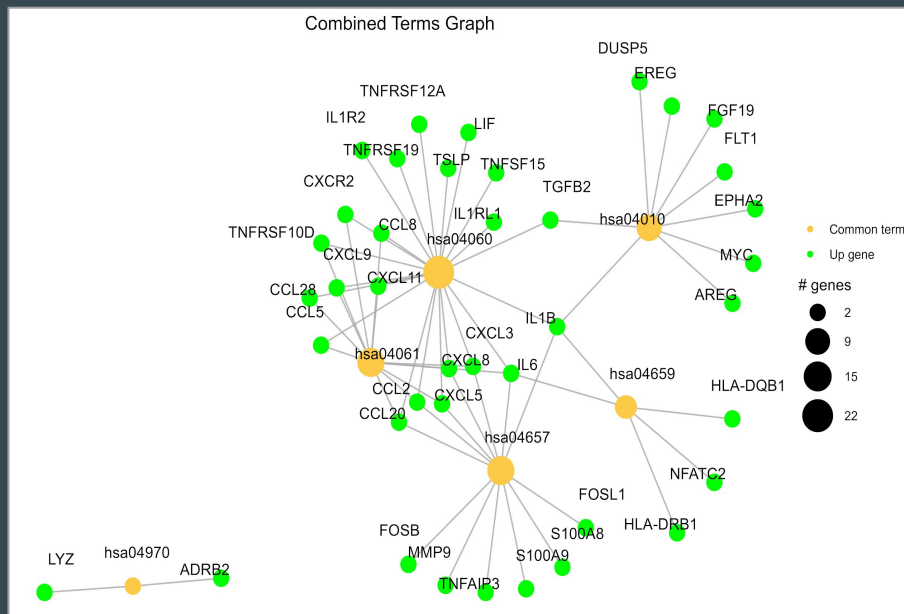 Combined Terms Graph
DUSP5
EREG
TNFRSF12A
FGF19
IL1R2
LIF
FLT1
TNFRSF19
TSLP
TNFSF15
CXCR2
TGFB2
EPHA2
IL1RL1
hsa04010
CCL8
TNFRSF10D
hsa04060
Common term
CXCL9
MYC
Up gene
CXCL11
# genes
CCL28
AREG
CCL5
IL1B
2
CXCL3
9
hsa04061
CXCL8
IL6
hsa04659
15
CCL2
CXCL5
HLA-DQB1
CCL20
22
hsa04657
NFATC2
FOSL1
FOSB
S100A8
HLA-DRB1
MMP9
S100A9
LYZ
hsa04970
ADRB2
TNFAIP3